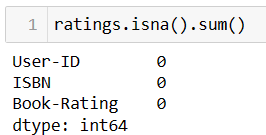 1 ratings.isna().sum()
User-ID 0
ISBN 0
Book-Rating 0
dtype: int64